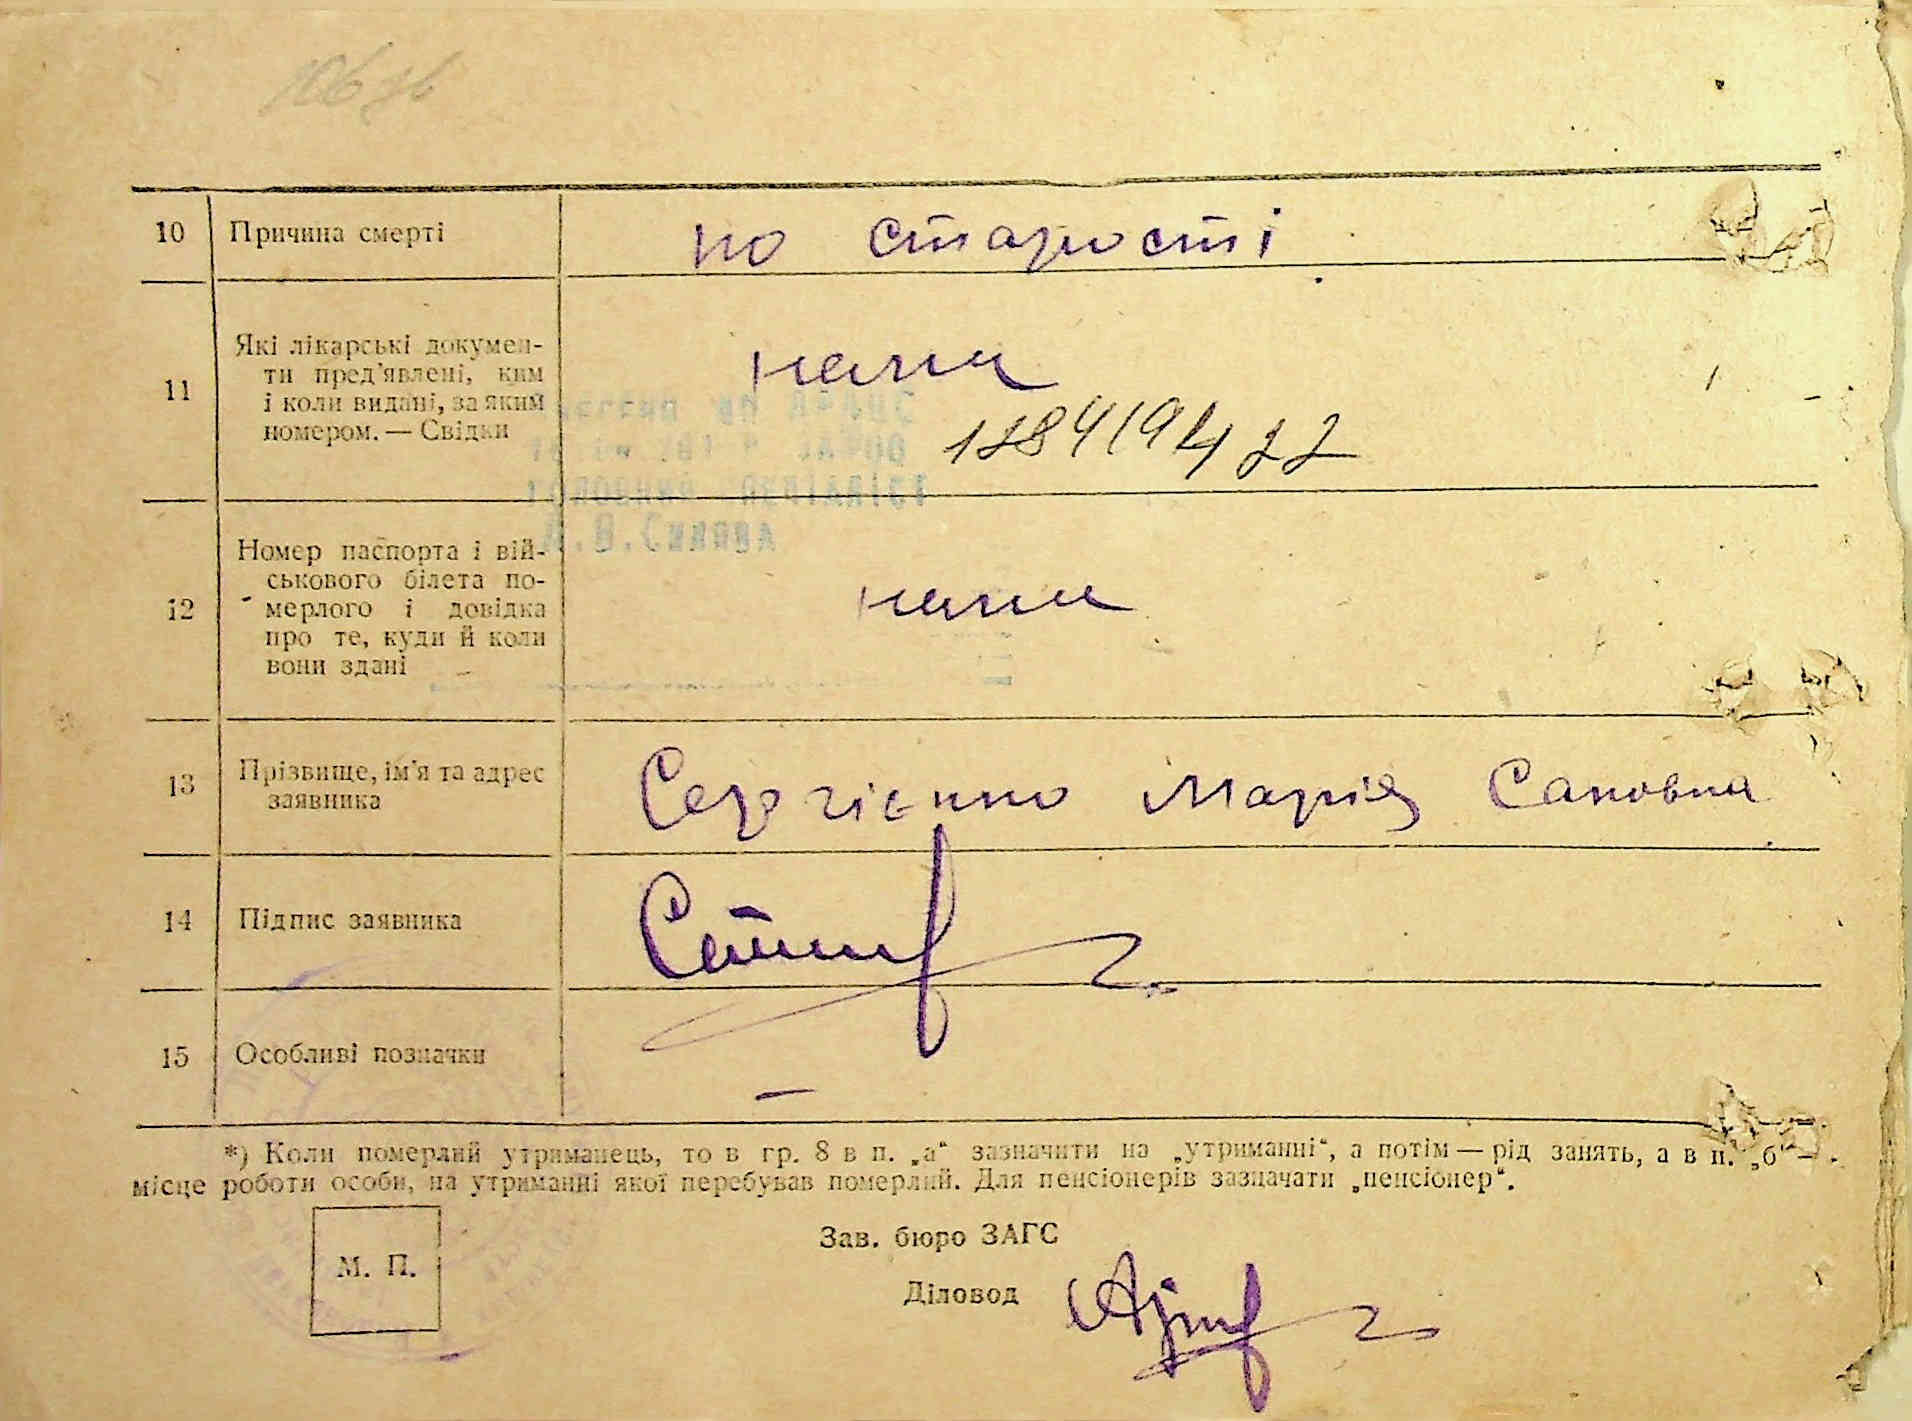 10 Причина смерті по старості
11 Які лікарські докумен-
ти пред'явлені, ким
і коли видані, за яким
номером. — Свідки
нема
12 Номер паспорта і вій-
ськового білета по-
мерлого і довідка
про те, куди й коли
вони здані
нема
13 Прізвище, ім'я та адрес
заявника
Сергієнко Марія
14 Підпис заявника
15 Особливі позначки
—
*) Коли померлий утриманець, то в гр. 8 в п. „а“ зазначити на „утриманні“, а потім — рід занять, а в п. „б“ —
місце роботи особи, на утриманні якої перебував померлий. Для пенсіонерів зазначати „пенсіонер“.
М. П.
Зав. бюро ЗАГС
Діловод